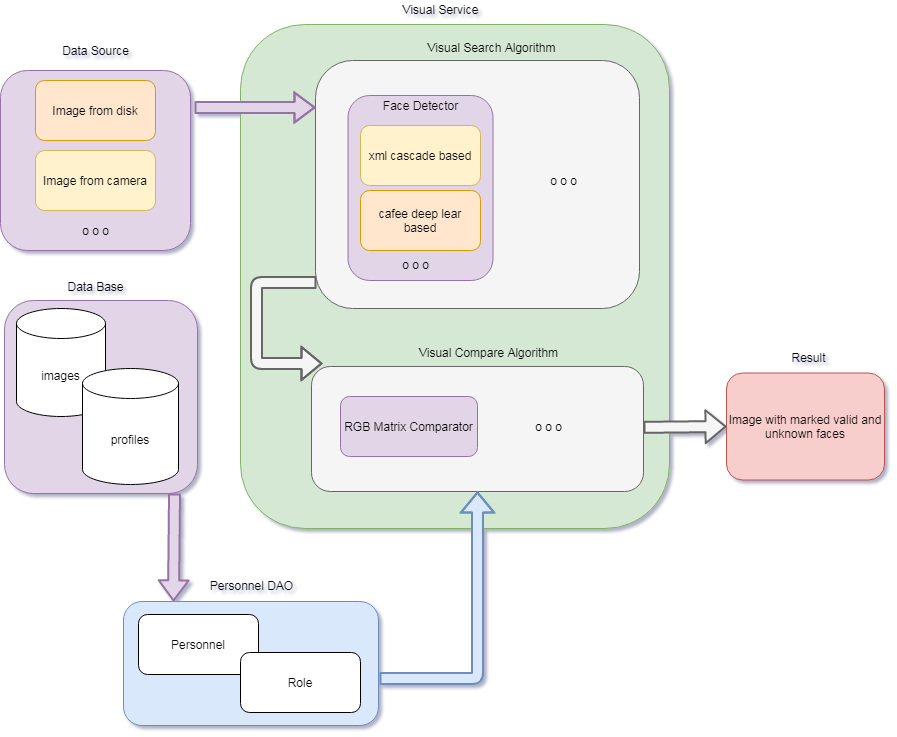 Visual Service
Data Source
Visual Search Algorithm
Image from disk
Image from camera
o o o
Face Detector
xml cascade based
cafee deep lear
based
o o o
o o o
Data Base
images
profiles
Visual Compare Algorithm
RGB Matrix Comparator
o o o
Result
Image with marked valid and
unknown faces
Personnel DAO
Personnel
Role